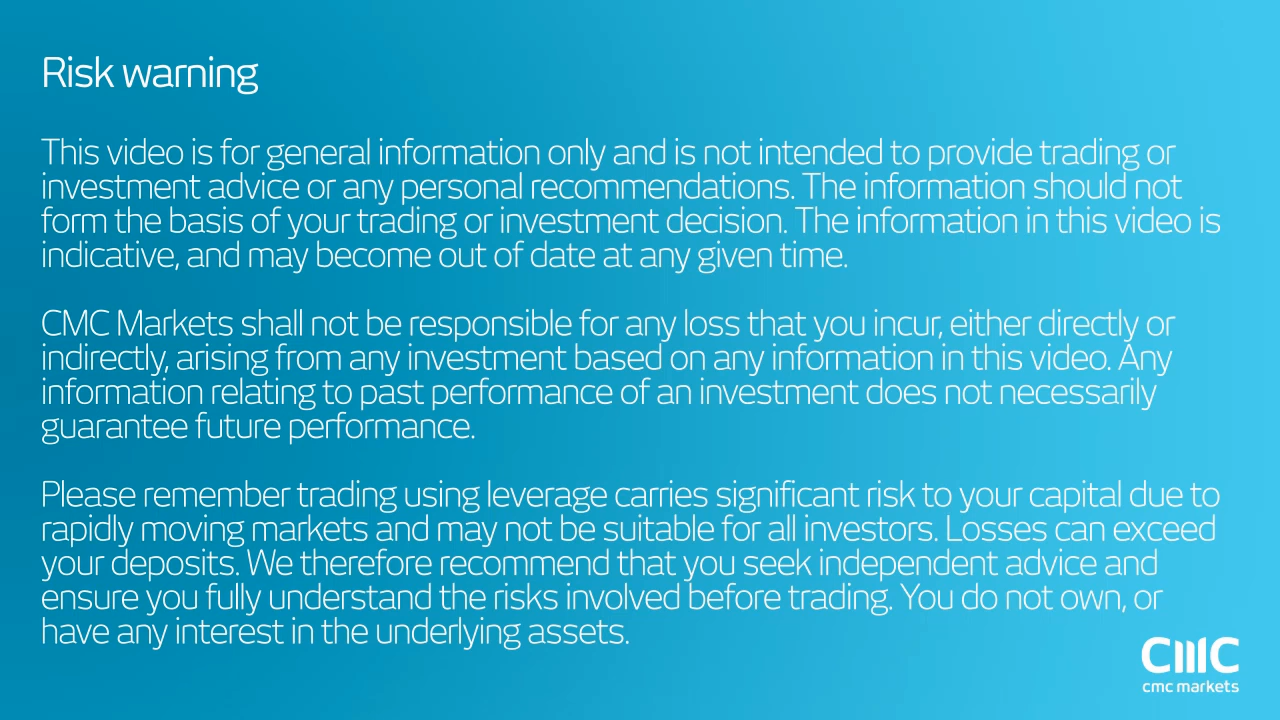 Risk warning
This video is for general information only and is not intended to provide trading or
investment advice or any personal recommendations. The information should not
form the basis of your trading or investment decision. The information in this video is
indicative, and may become out of date at any given time.
CMC Markets shall not be responsible for any loss that you incur, either directly or
indirectly, arising from any investment based on any information in this video. Any
information relating to past performance of an investment does not necessarily
guarantee future performance.
Please remember trading using leverage carries significant risk to your capital due to
rapidly moving markets and may not be suitable for all investors. Losses can exceed
your deposits. We therefore recommend that you seek independent advice and
ensure you fully understand the risks involved before trading. You do not own, or
have any interest in the underlying assets.
CMC
cmc markets